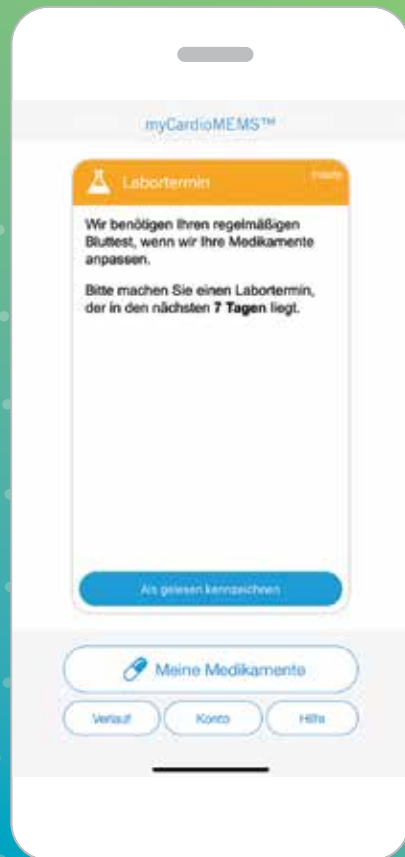 myCardioMEMS™
Labortermin
Wir benötigen Ihren regelmäßigen
Bluttest, wenn wir Ihre Medikamente
anpassen.
Bitte machen Sie einen Labortermin,
der in den nächsten 7 Tagen liegt.
Als gelesen kennzeichnen
Meine Medikamente
Verlauf Konto Hilfe